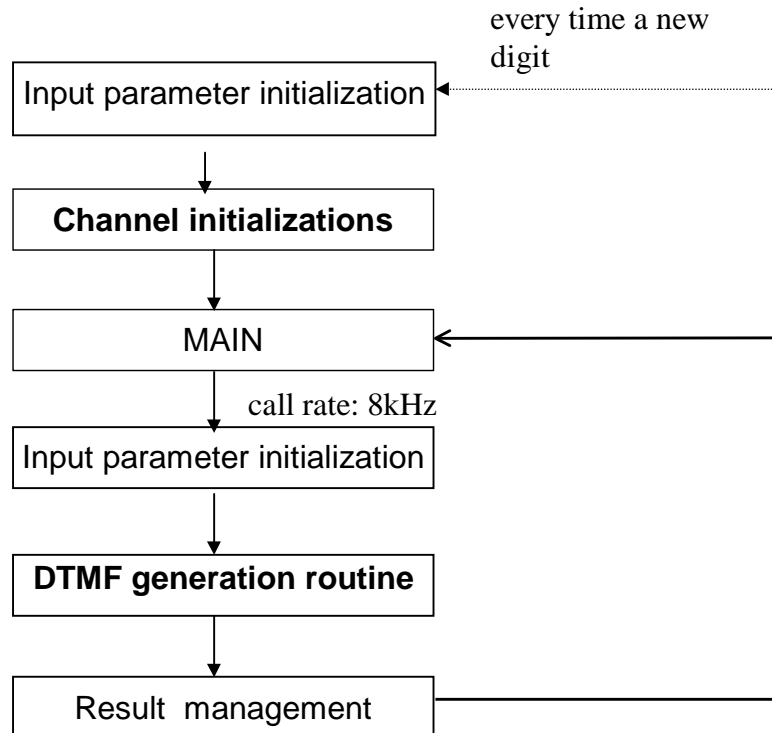 every time a new
digit
Input parameter initialization
Channel initializations
MAIN
call rate: 8kHz
Input parameter initialization
DTMF generation routine
Result management